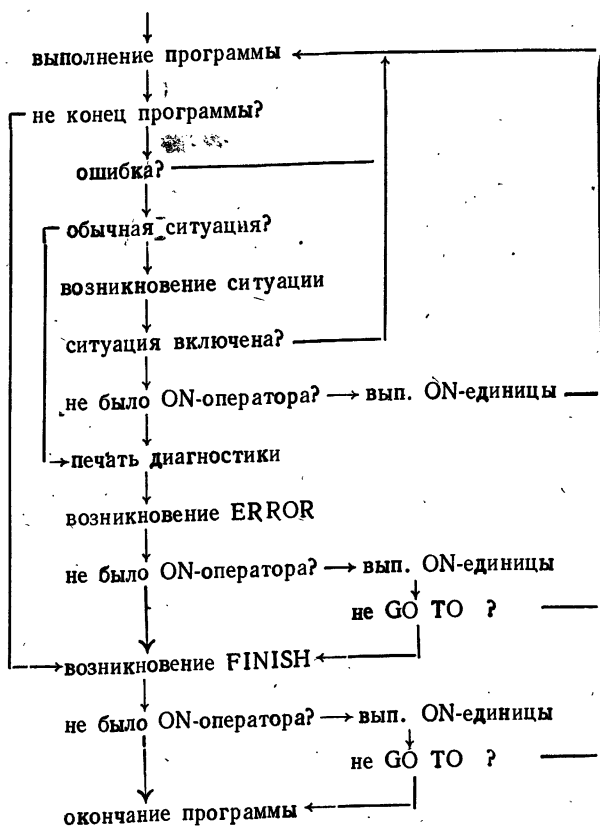 выполнение программы
не конец программы?
ошибка?
обычная ситуация?
возникновение ситуации
ситуация включена?
не было ON-оператора? вып. ON-единицы
печать диагностики
возникновение ERROR
не было ON-оператора? вып. ON-единицы
не GO TO ?
возникновение FINISH
не было ON-оператора? вып. ON-единицы
не GO TO ?
окончание программы